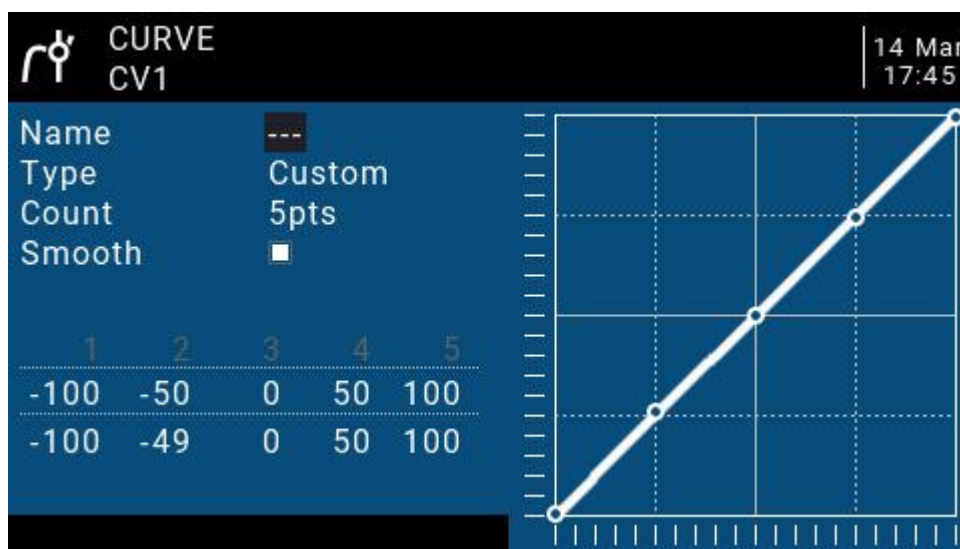 CURVE
CV1
14 Mar
17:45
Name ---
Type Custom
Count 5pts
Smooth
1 2 3 4 5
-100 -50 0 50 100
-100 -49 0 50 100